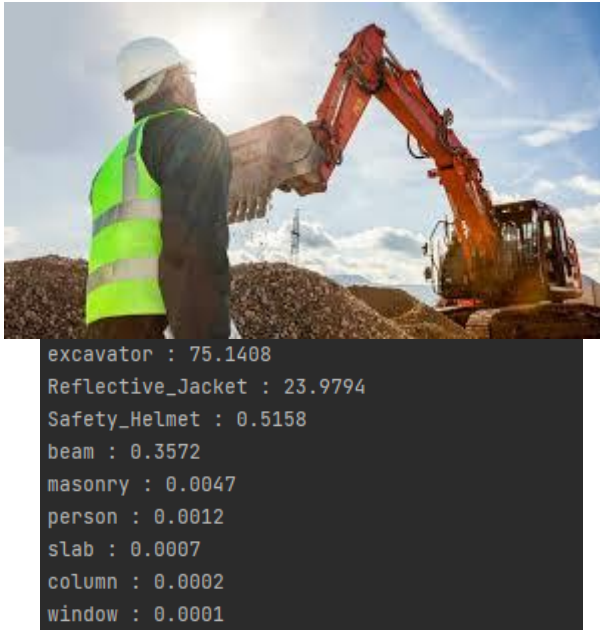 excavator : 75.1408
Reflective_Jacket : 23.9794
Safety_Helmet : 0.5158
beam : 0.3572
masonry : 0.0047
person : 0.0012
slab : 0.0007
column : 0.0002
window : 0.0001